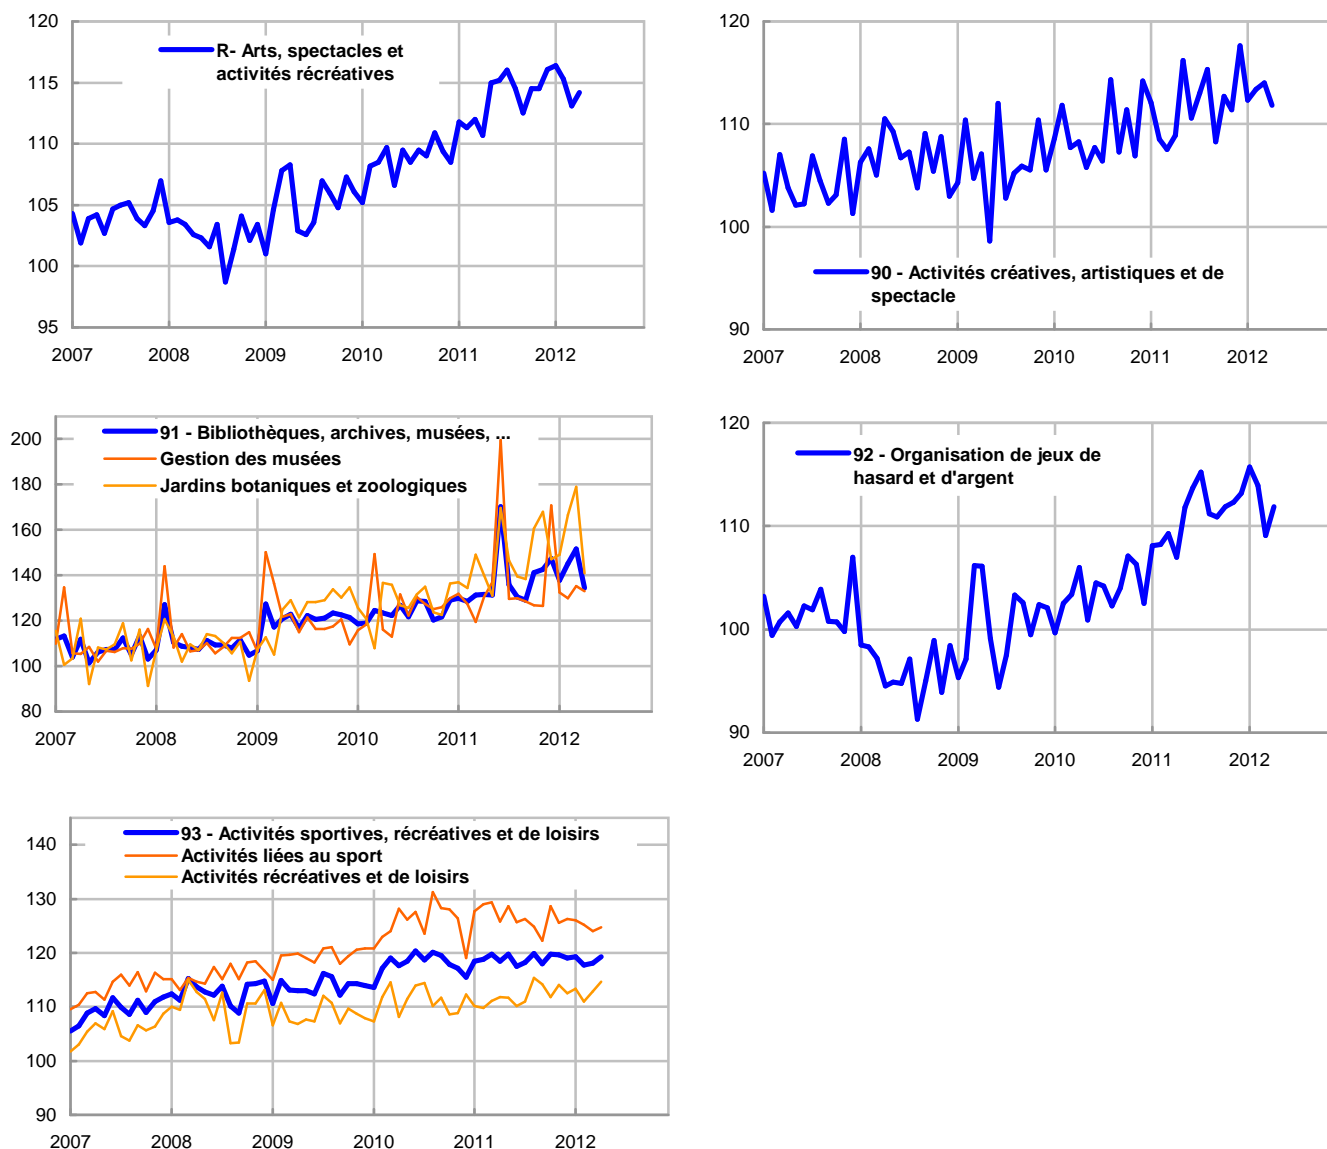 120
115
110
105
100
95
R- Arts, spectacles et
activités récréatives
2007 2008 2009 2010 2011 2012
120
110
100
90
90 - Activités créatives, artistiques et de
spectacle
2007 2008 2009 2010 2011 2012
200
180
160
140
120
100
80
91 - Bibliothèques, archives, musées, ...
Gestion des musées
Jardins botaniques et zoologiques
2007 2008 2009 2010 2011 2012
120
110
100
90
92 - Organisation de jeux de
hasard et d'argent
2007 2008 2009 2010 2011 2012
140
130
120
110
100
90
93 - Activités sportives, récréatives et de loisirs
Activités liées au sport
Activités récréatives et de loisirs
2007 2008 2009 2010 2011 2012